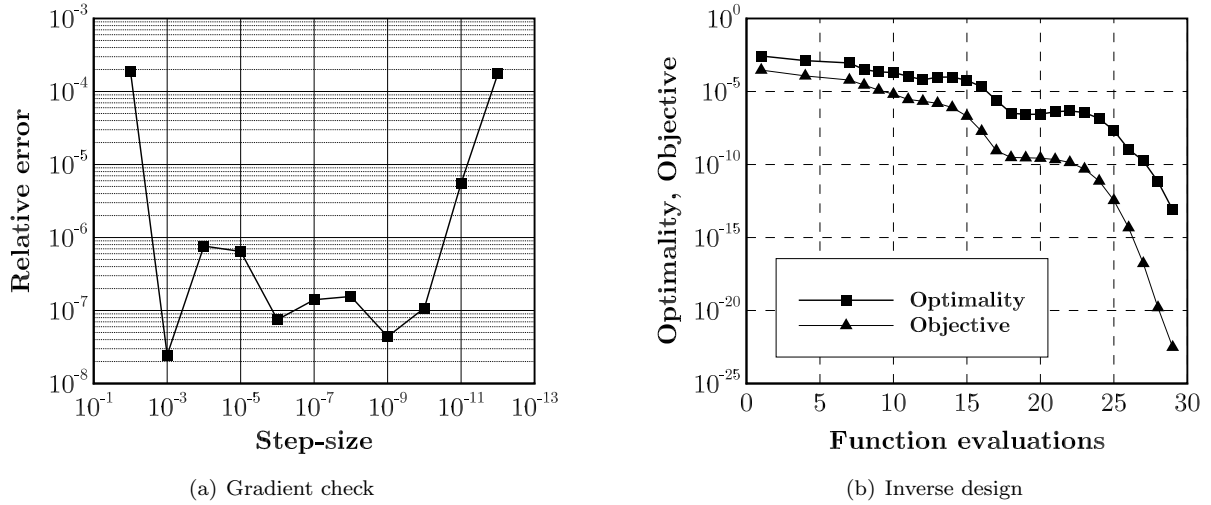 10^-3
10^-4
10^-5
10^-6
10^-7
10^-8
Relative error
10^-1 10^-3 10^-5 10^-7 10^-9 10^-11 10^-13
Step-size
(a) Gradient check
10^0
10^-5
10^-10
10^-15
10^-20
10^-25
Optimality, Objective
Optimality
Objective
0 5 10 15 20 25 30
Function evaluations
(b) Inverse design